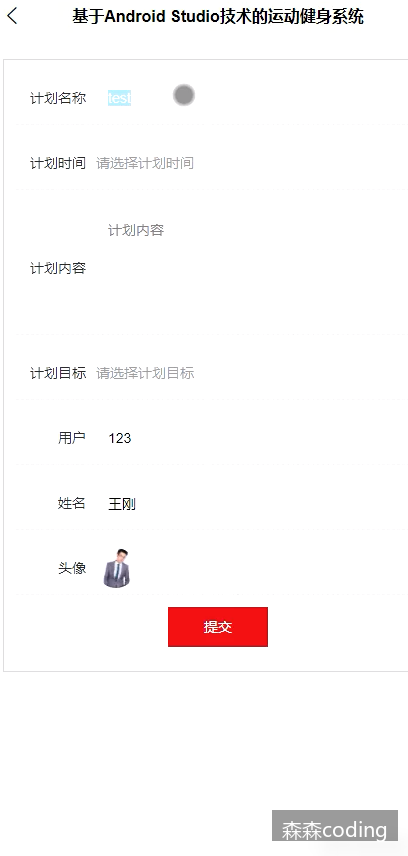 基于Android Studio技术的运动健身系统
计划名称 test
计划时间 请选择计划时间
计划内容
计划内容
计划目标 请选择计划目标
用户 123
姓名 王刚
头像
提交
森森coding